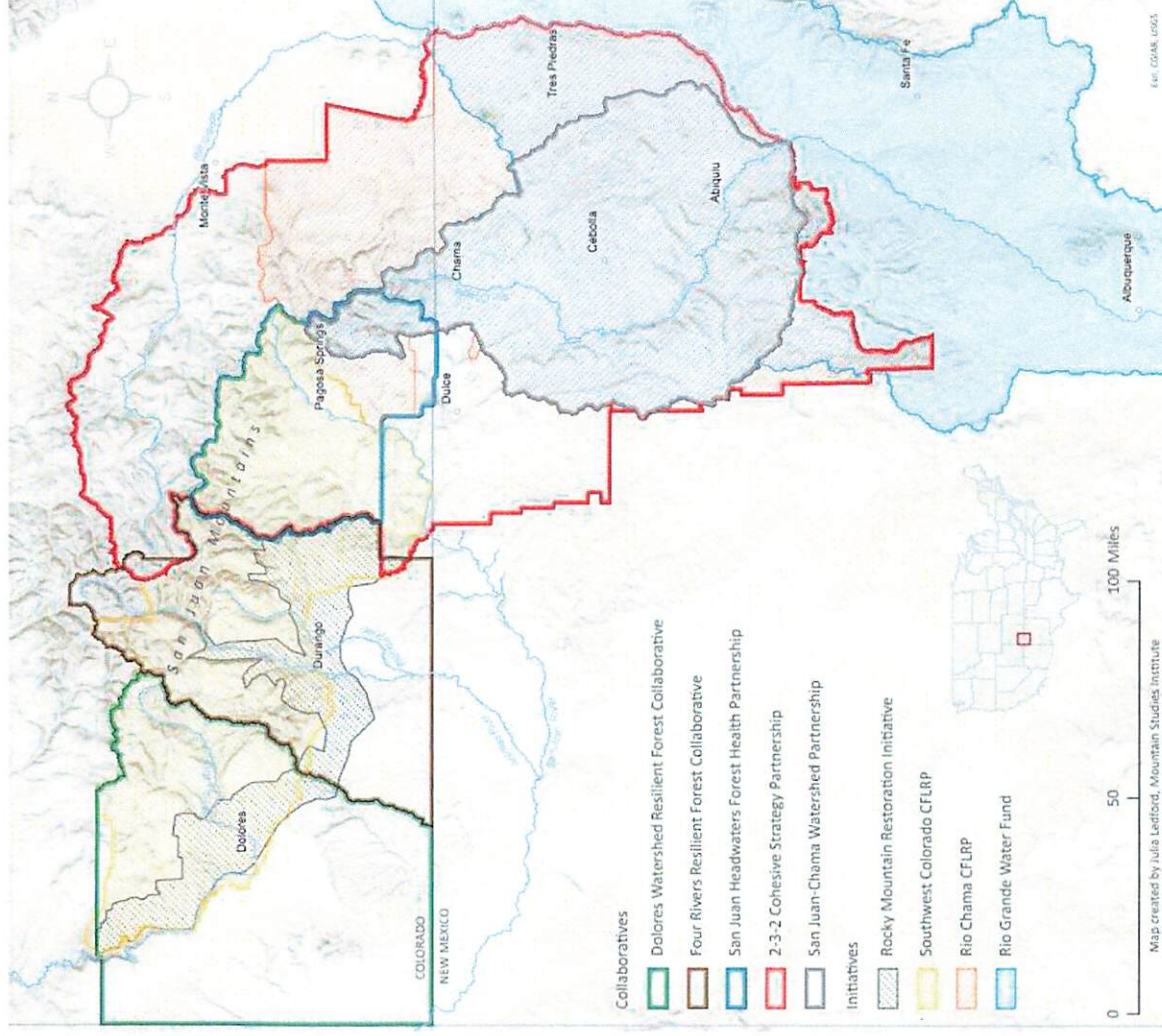 N
E
S
W
Monte Vista
San Juan Mountains
Pagosa Springs
Durango
Dolores
Dulce
Chama
Tres Piedras
Cebolla
Abiquiu
Santa Fe
Albuquerque
COLORADO
NEW MEXICO
Collaboratives
Dolores Watershed Resilient Forest Collaborative
Four Rivers Resilient Forest Collaborative
San Juan Headwaters Forest Health Partnership
2-3-2 Cohesive Strategy Partnership
San Juan-Chama Watershed Partnership
Initiatives
Rocky Mountain Restoration Initiative
Southwest Colorado CFLRP
Rio Chama CFLRP
Rio Grande Water Fund
0 50 100 Miles
Map created by Julia Ledford, Mountain Studies Institute
Esri, CGIAR, USGS